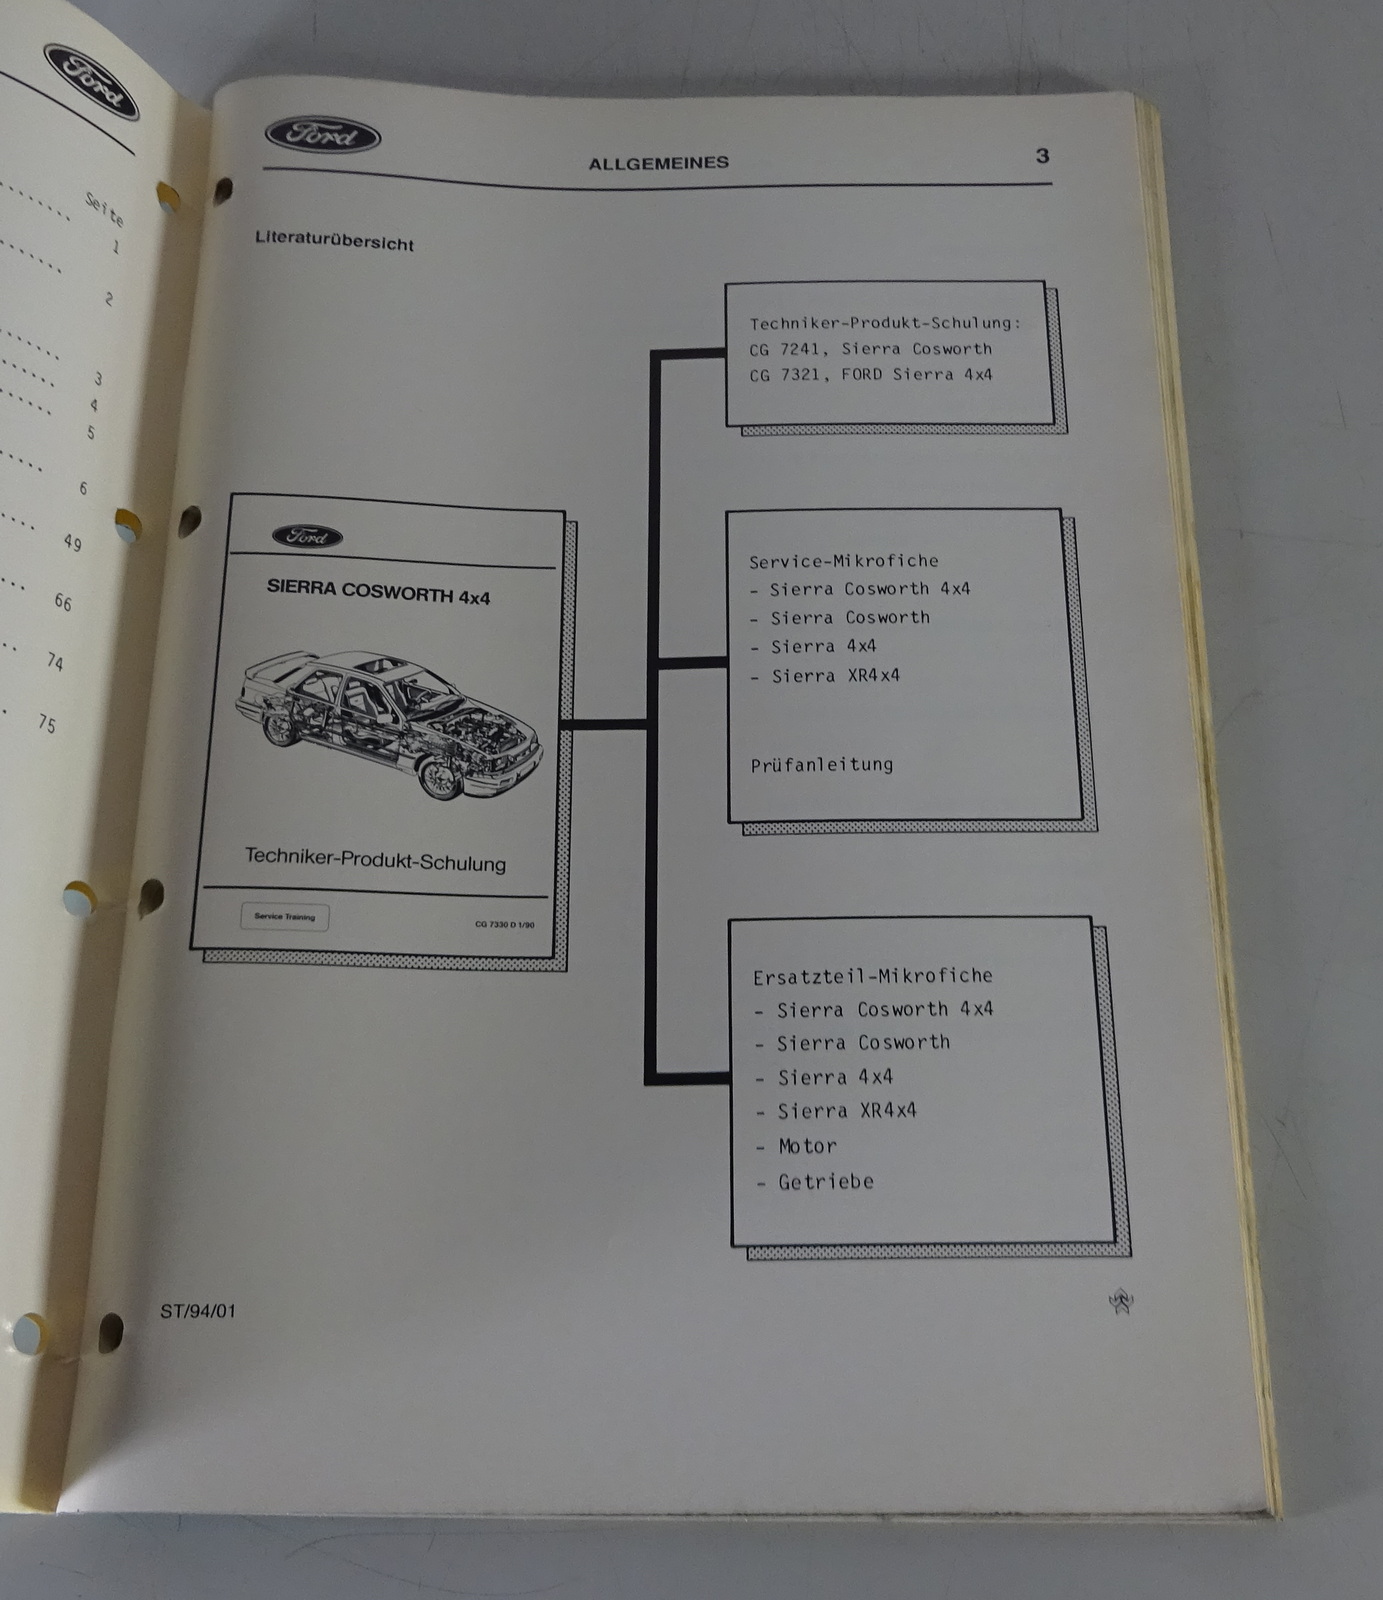 Ford
Seite
1
2
3
4
5
6
49
66
74
75
Ford
ALLGEMEINES
3
Literaturübersicht
Ford
SIERRA COSWORTH 4x4
Techniker-Produkt-Schulung
Service Training
CG 7330 D 1/90
Techniker-Produkt-Schulung:
CG 7241, Sierra Cosworth
CG 7321, FORD Sierra 4x4
Service-Mikrofiche
- Sierra Cosworth 4x4
- Sierra Cosworth
- Sierra 4x4
- Sierra XR4x4
Prüfanleitung
Ersatzteil-Mikrofiche
- Sierra Cosworth 4x4
- Sierra Cosworth
- Sierra 4x4
- Sierra XR4x4
- Motor
- Getriebe
ST/94/01